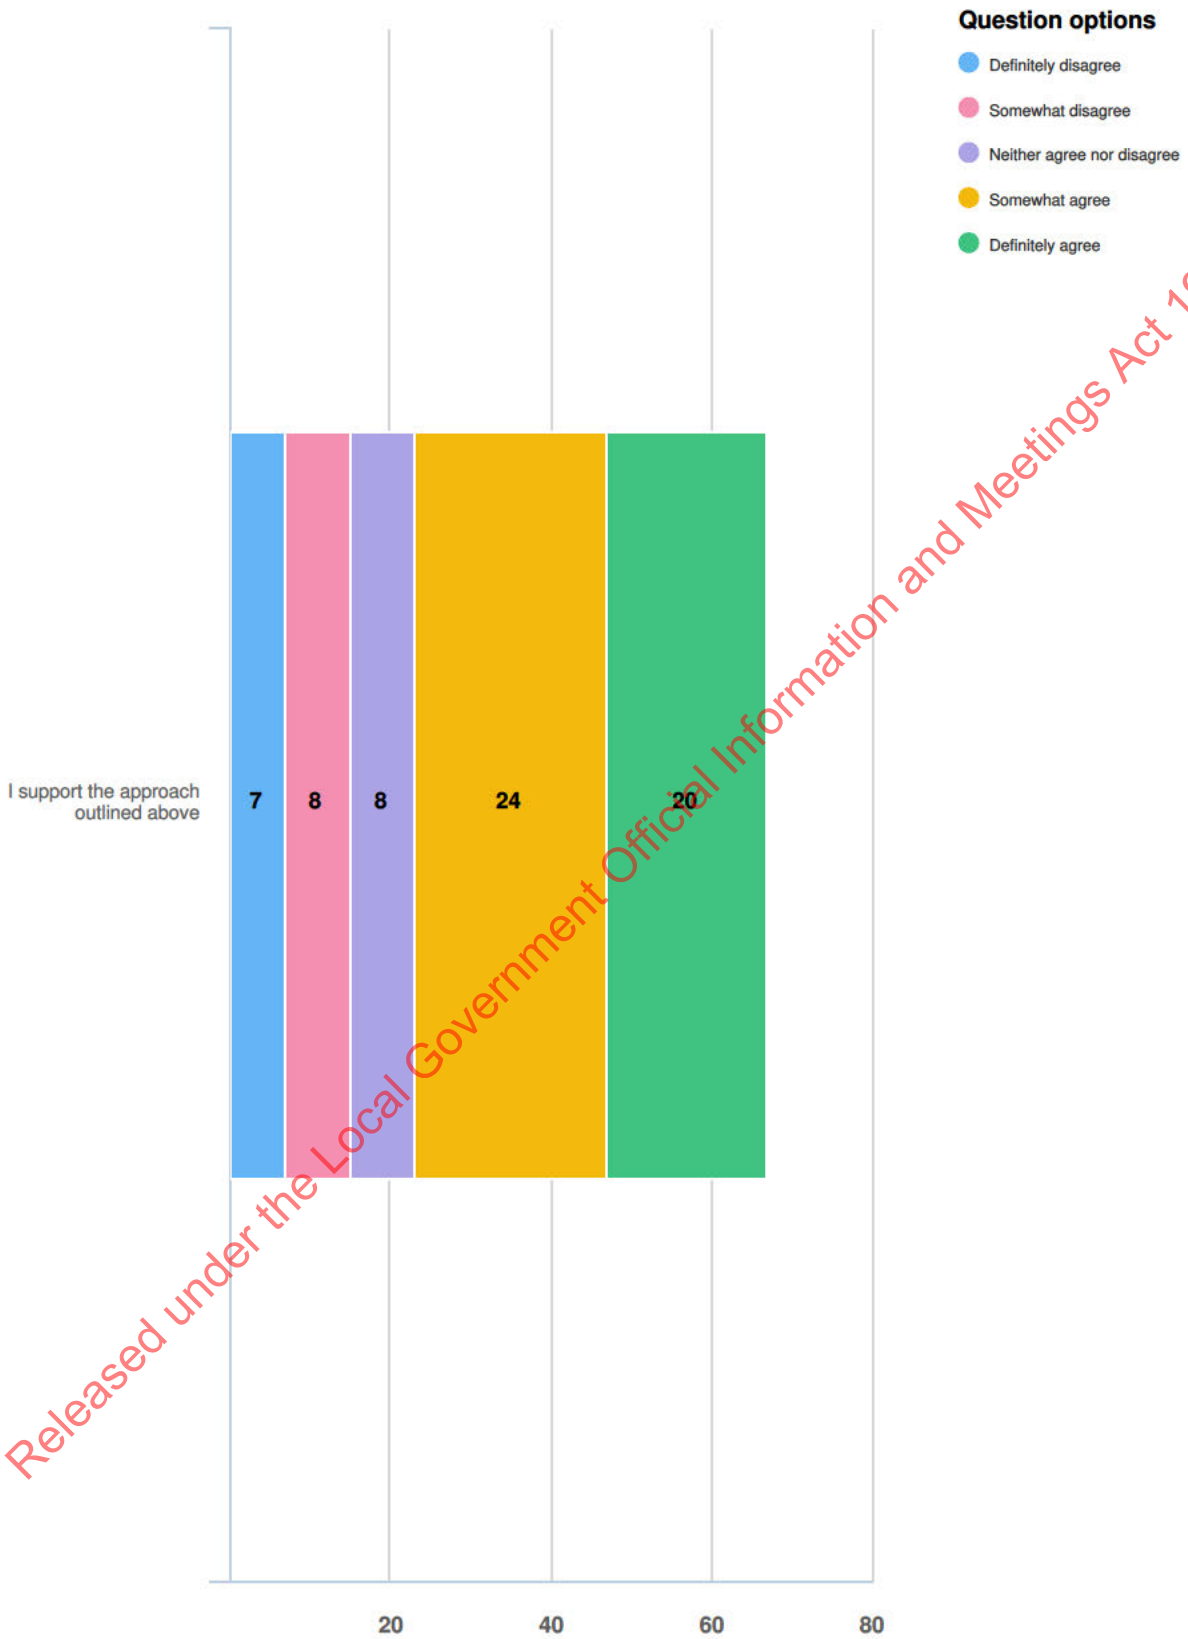 Question options
Definitely disagree
Somewhat disagree
Neither agree nor disagree
Somewhat agree
Definitely agree
I support the approach
outlined above
7
8
8
24
20
20
40
60
80
Released under the Local Government Official Information and Meetings Act